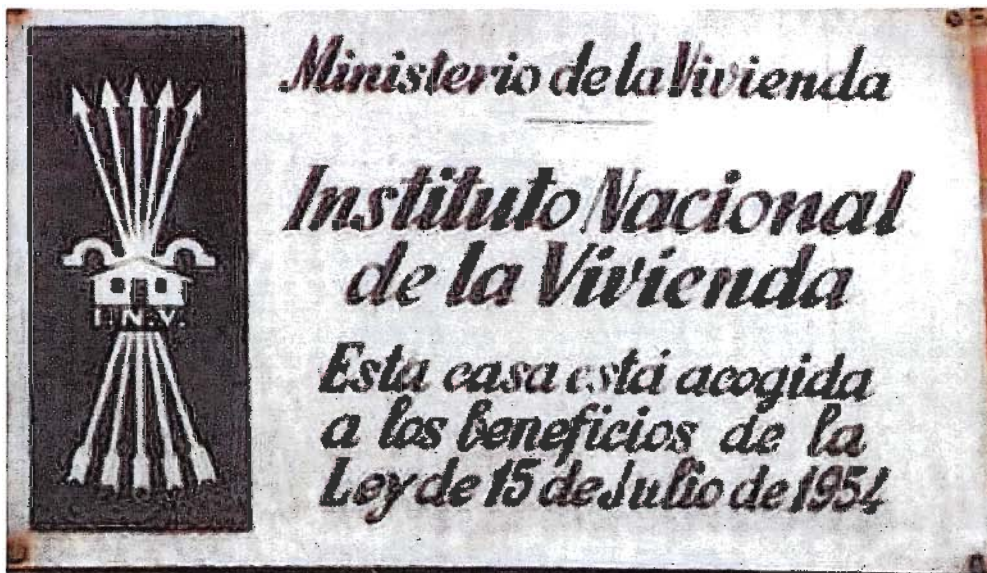 Ministerio de la Vivienda
Instituto Nacional
de la Vivienda
I.N.V.
Esta casa está acogida
a los beneficios de la
Ley de 15 de Julio de 1954